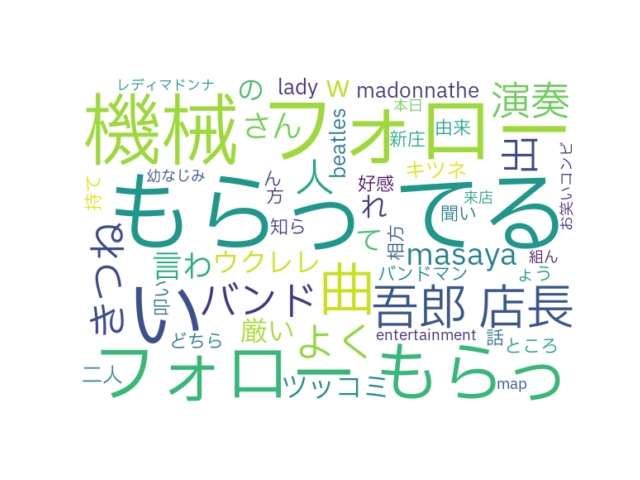 レディマドンナ
の
lady
w
madonnathe
演奏
機械
フォロー
さん
beatles
本日
新庄
由来
出
幼なじみ
ん
方
人
好感
キツネ
来店
お笑いコンビ
持て
もらっ
てる
れ
聞い
知ら
て
相方
masaya
組ん
きつね
言わ
ウクレレ
バンドマン
ょう
叩い
い
バンド
曲
吾郎
店長
厳い
よく
entertainment
話
どちら
ところ
二人
フォロー
もらっ
ツッコミ
map